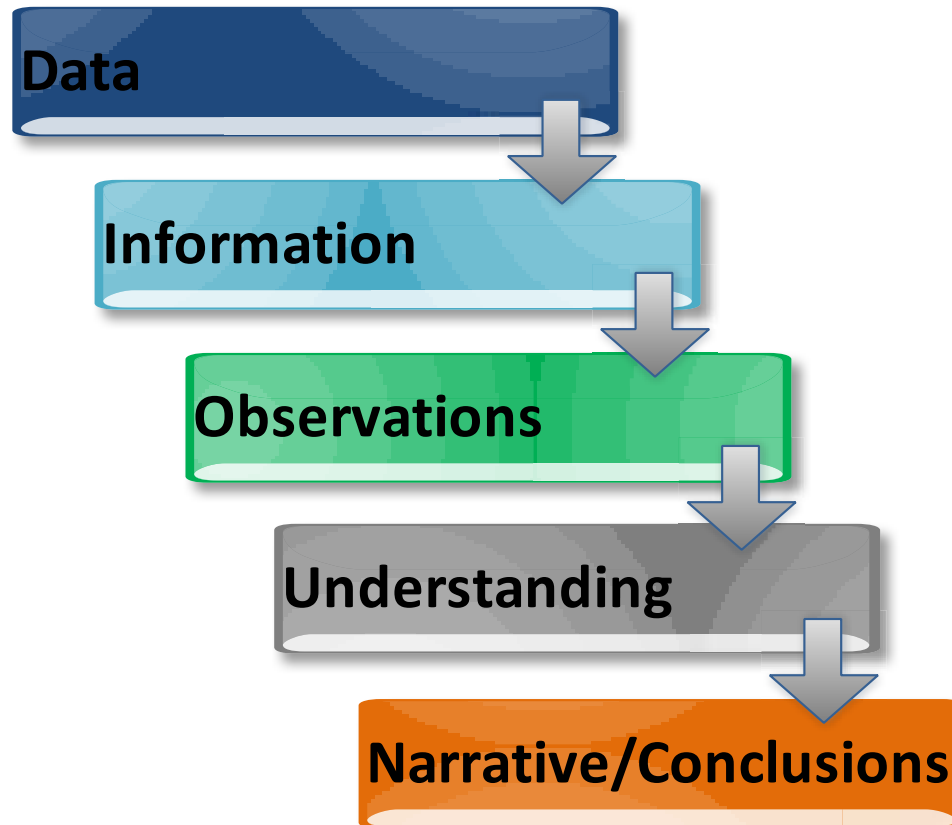 Data
Information
Observations
Understanding
Narrative/Conclusions